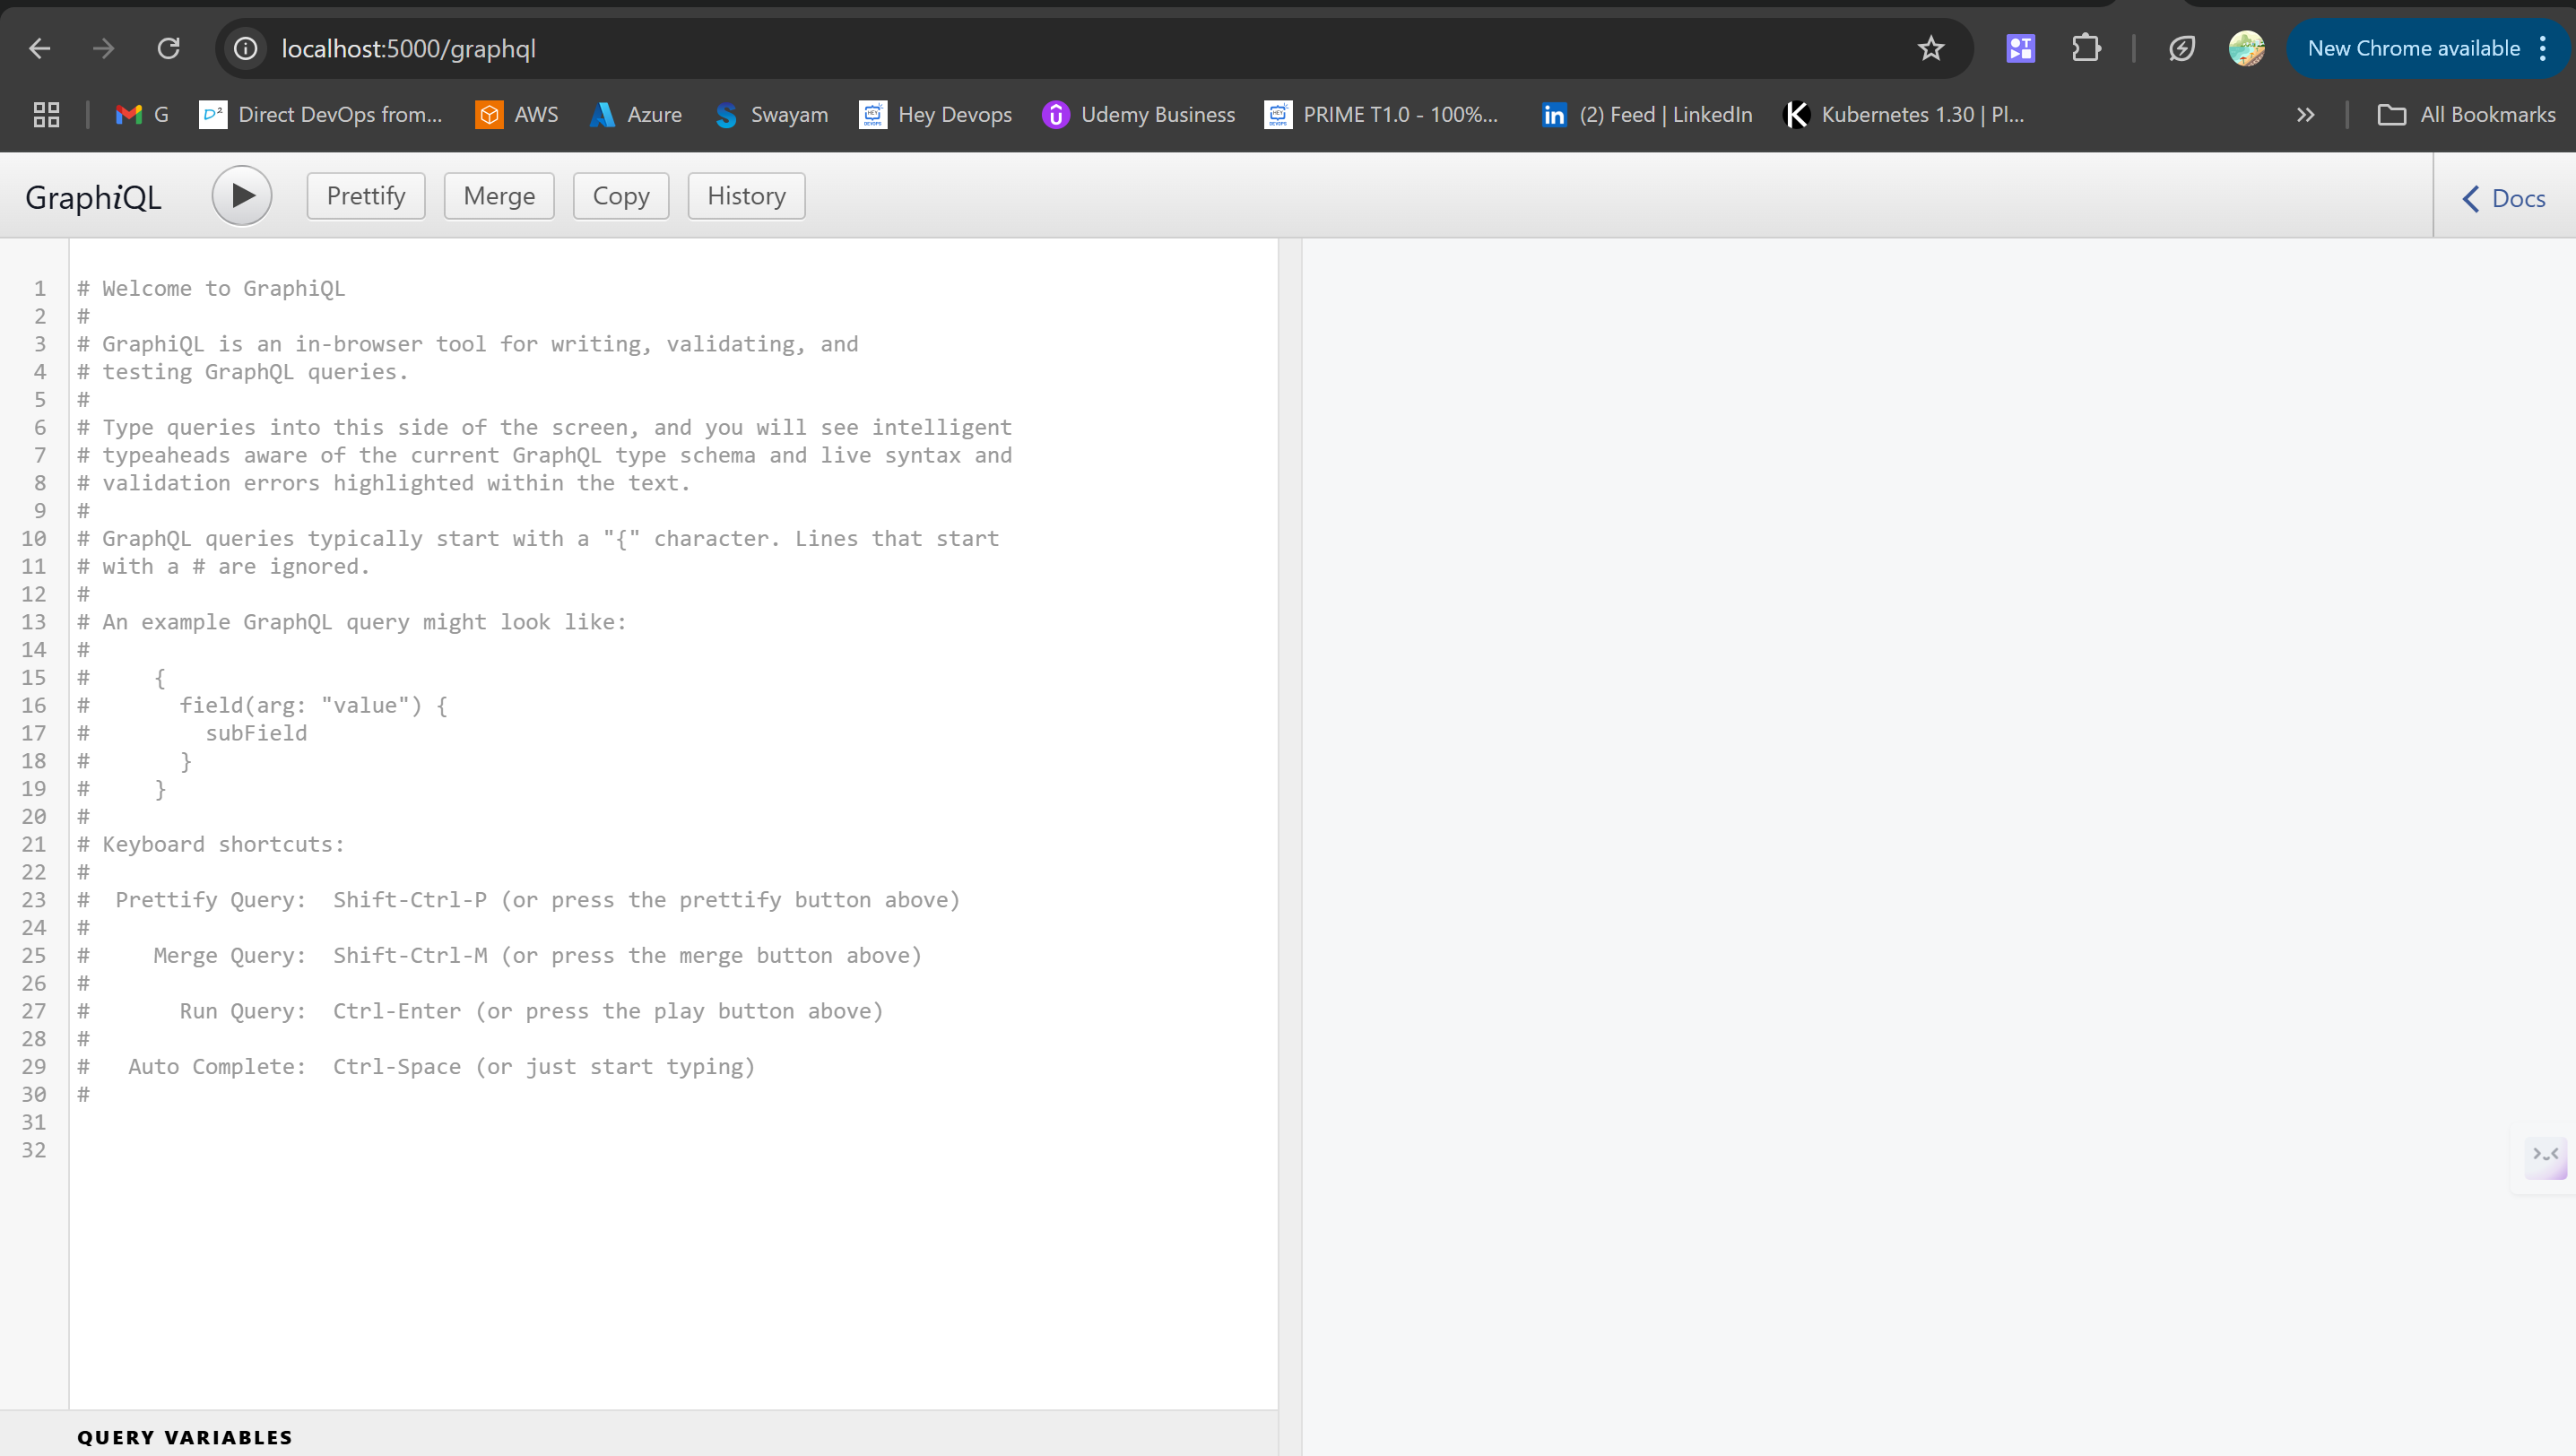 localhost:5000/graphql
New Chrome available
G
Direct DevOps from...
AWS
Azure
Swayam
Hey Devops
Udemy Business
PRIME T1.0 - 100%...
(2) Feed | LinkedIn
Kubernetes 1.30 | Pl...
All Bookmarks
GraphiQL
Prettify
Merge
Copy
History
Docs
1 # Welcome to GraphiQL
2 #
3 # GraphiQL is an in-browser tool for writing, validating, and
4 # testing GraphQL queries.
5 #
6 # Type queries into this side of the screen, and you will see intelligent
7 # typeaheads aware of the current GraphQL type schema and live syntax and
8 # validation errors highlighted within the text.
9 #
10 # GraphQL queries typically start with a "{" character. Lines that start
11 # with a # are ignored.
12 #
13 # An example GraphQL query might look like:
14 #
15 #     {
16 #       field(arg: "value") {
17 #         subField
18 #       }
19 #     }
20 #
21 # Keyboard shortcuts:
22 #
23 #  Prettify Query:  Shift-Ctrl-P (or press the prettify button above)
24 #
25 #     Merge Query:  Shift-Ctrl-M (or press the merge button above)
26 #
27 #       Run Query:  Ctrl-Enter (or press the play button above)
28 #
29 #   Auto Complete:  Ctrl-Space (or just start typing)
30 #
31
32
QUERY VARIABLES